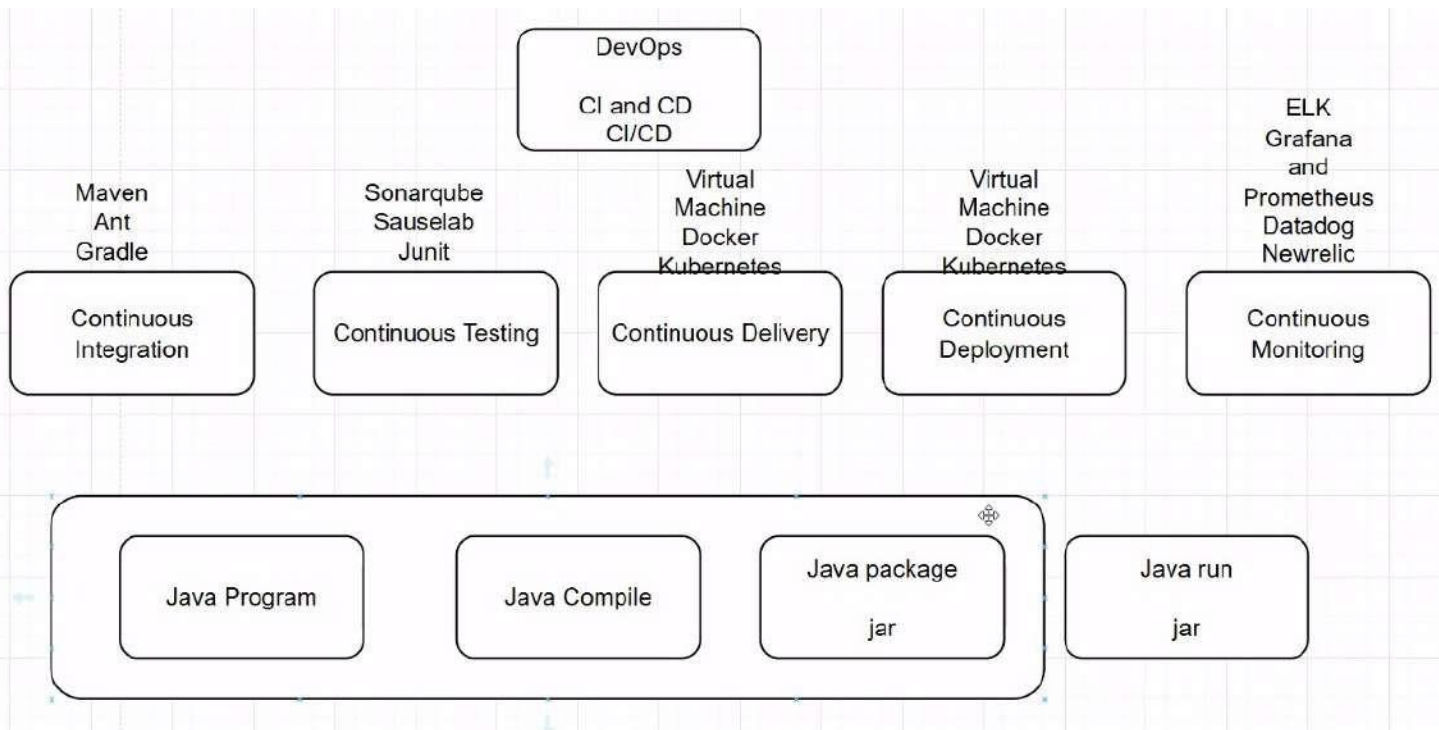 DevOps
CI and CD
CI/CD
Maven
Ant
Gradle
Sonarqube
Sauselab
Junit
Virtual
Machine
Docker
Kubernetes
Virtual
Machine
Docker
Kubernetes
ELK
Grafana
and
Prometheus
Datadog
Newrelic
Continuous
Integration
Continuous Testing
Continuous Delivery
Continuous
Deployment
Continuous
Monitoring
Java Program
Java Compile
Java package
jar
Java run
jar